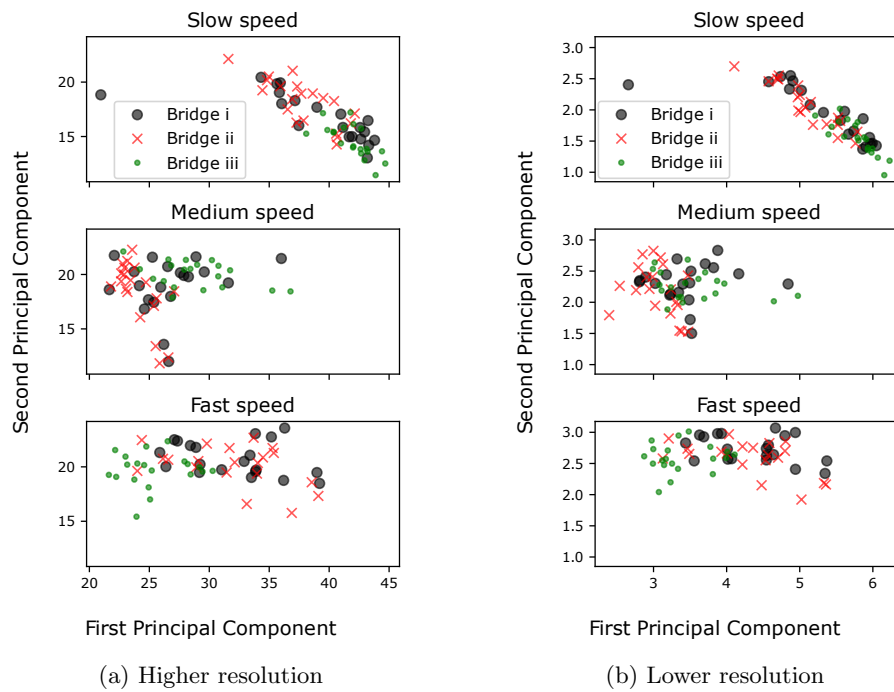 Slow speed
20
15
Bridge i
Bridge ii
Bridge iii
Medium speed
20
15
Fast speed
20
15
20 25 30 35 40 45
Second Principal Component
First Principal Component
(a) Higher resolution
Slow speed
3.0
2.5
2.0
1.5
1.0
Bridge i
Bridge ii
Bridge iii
Medium speed
3.0
2.5
2.0
1.5
1.0
Fast speed
3.0
2.5
2.0
1.5
1.0
3 4 5 6
Second Principal Component
First Principal Component
(b) Lower resolution